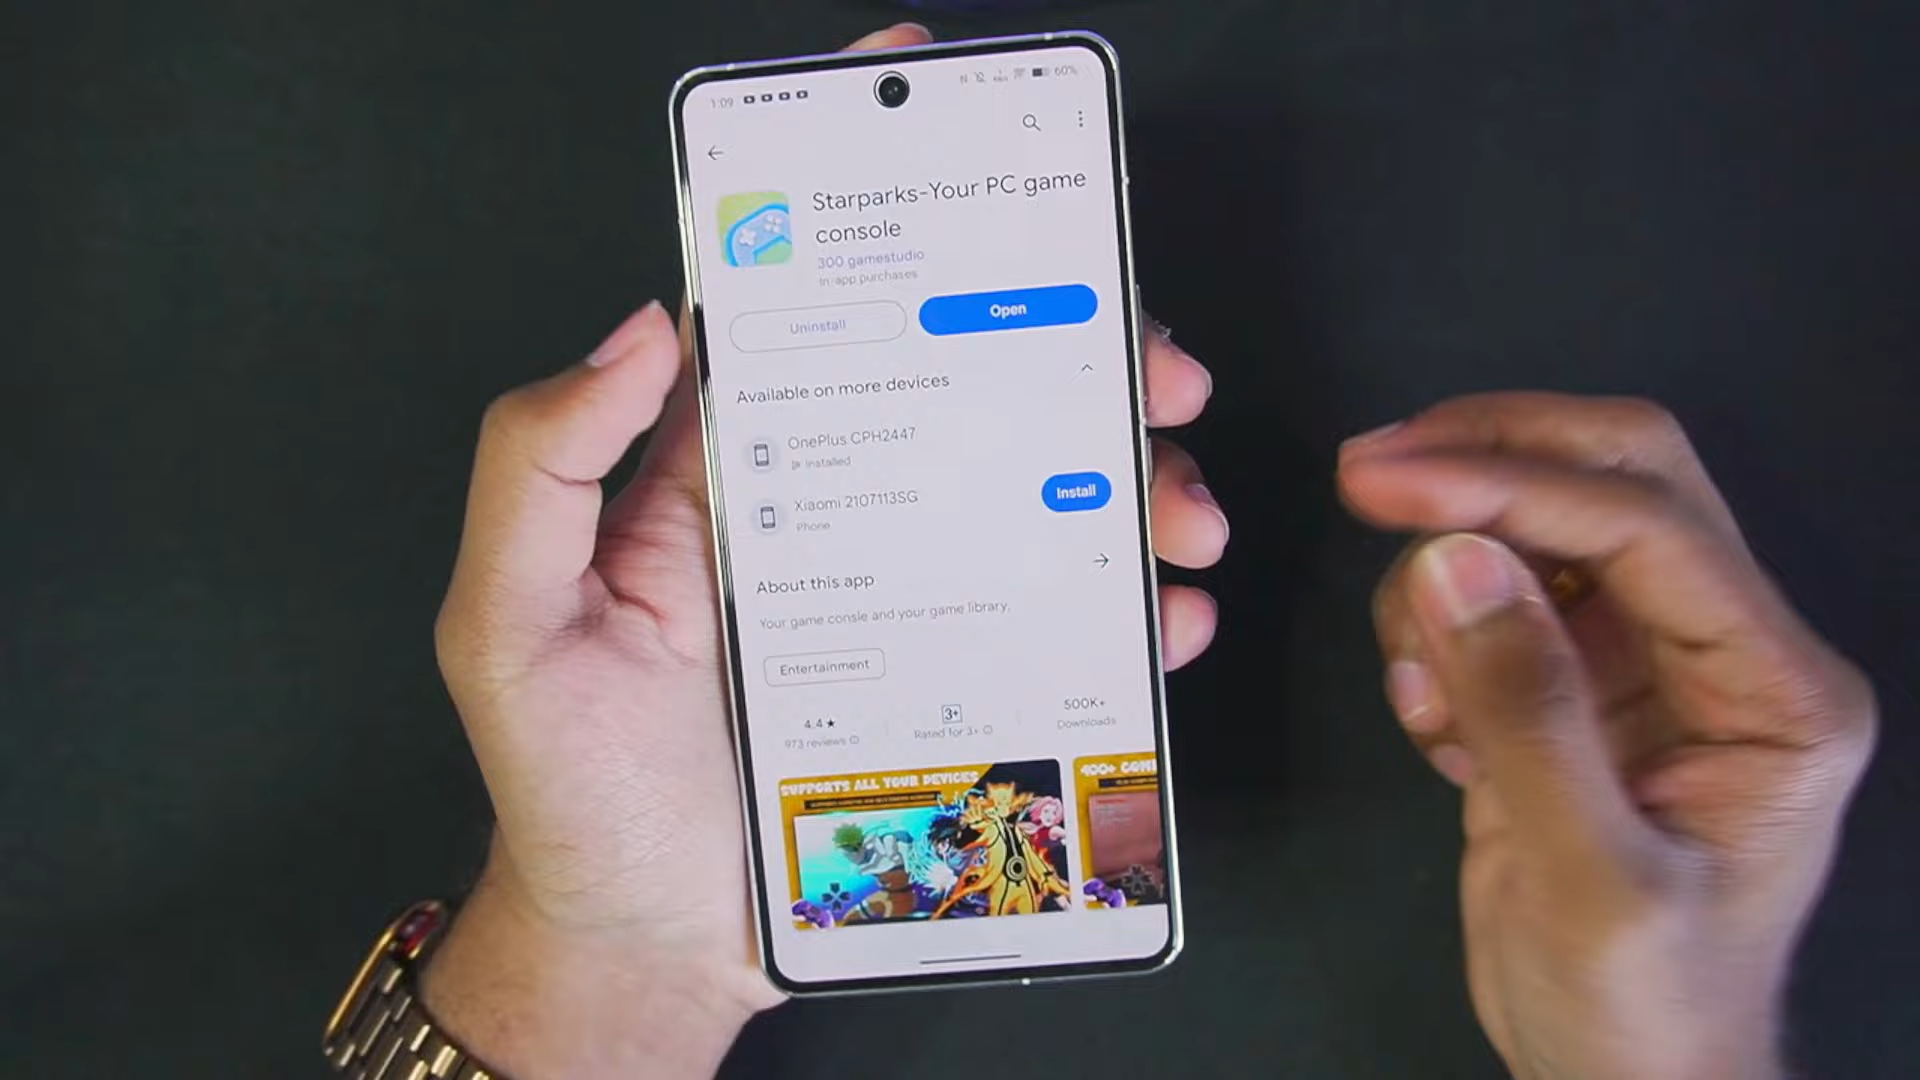 1:09
60%
Starparks-Your PC game
console
300 gamestudio
In-app purchases
Uninstall
Open
Available on more devices
OnePlus CPH2447
Installed
Xiaomi 2107113SG
Phone
Install
About this app
Your game consle and your game library.
Entertainment
4.4★
973 reviews
3+
Rated for 3+
500K+
Downloads
SUPPORTS ALL YOUR DEVICES
400+